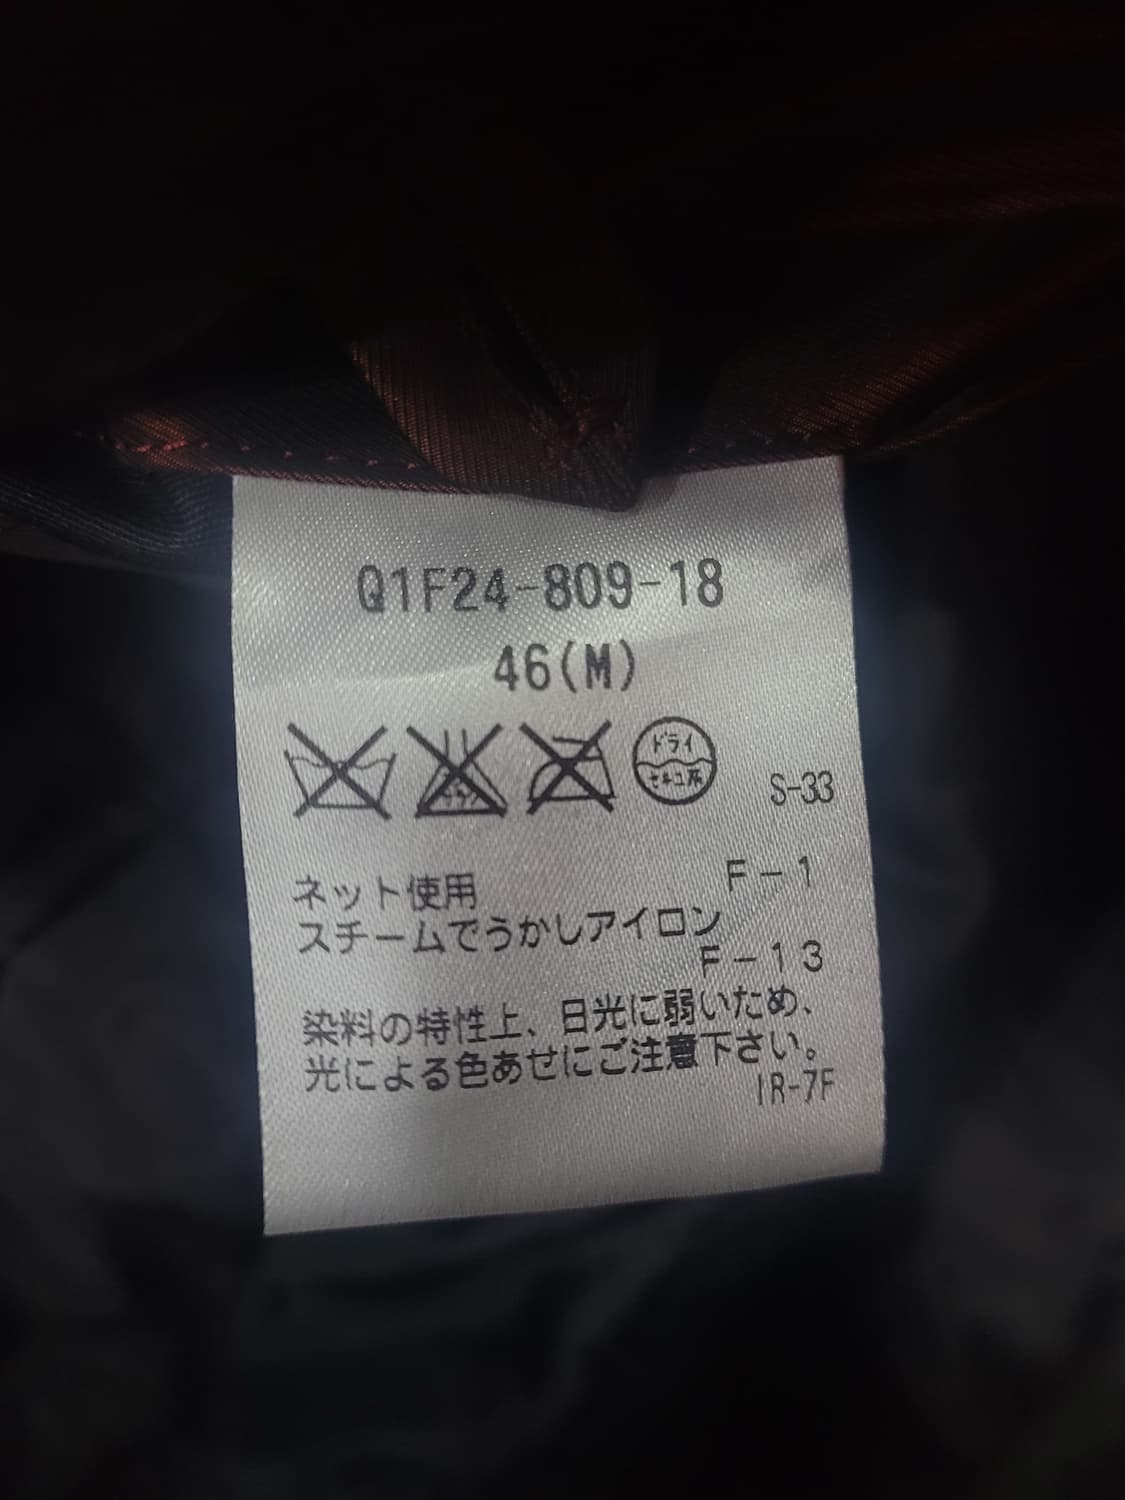 Q1F24-809-18
46(M)
ドライ
セキユ系
S-33
F-1
ネット使用
スチームでうかしアイロン
F-13
染料の特性上、日光に弱いため、
光による色あせにご注意下さい。
IR-7F